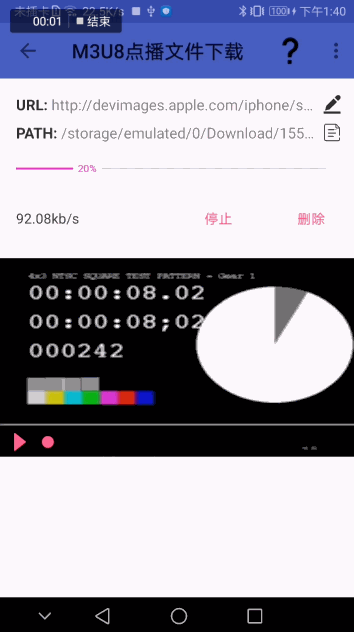 未插卡 22.5K/s 100 下午1:40
00:01 结束
M3U8点播文件下载 ?
URL: http://devimages.apple.com/iphone/s...
PATH: /storage/emulated/0/Download/155...
20%
92.08kb/s 停止 删除
4x3 NTSC SQUARE TEST PATTERN - Gear 1
00:00:08.02
00:00:08;02
000242